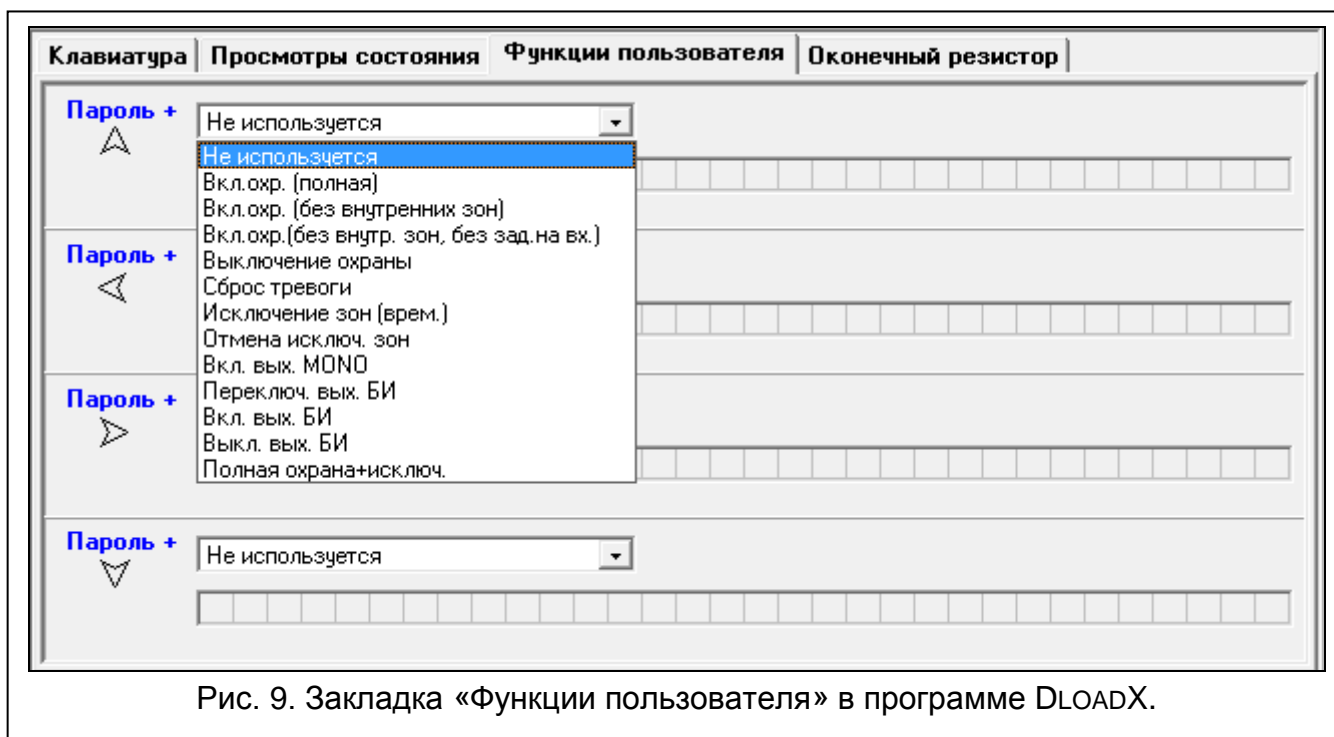 Клавиатура Просмотры состояния Функции пользователя Оконечный резистор
Пароль +
Не используется
Не используется
Вкл.охр. (полная)
Вкл.охр. (без внутренних зон)
Вкл.охр.(без внутр. зон, без зад.на вх.)
Пароль +
Выключение охраны
Сброс тревоги
Исключение зон (врем.)
Отмена исключ. зон
Вкл. вых. MONO
Пароль +
Переключ. вых. БИ
Вкл. вых. БИ
Выкл. вых. БИ
Полная охрана+исключ.
Пароль +
Не используется
Рис. 9. Закладка «Функции пользователя» в программе DLOADX.